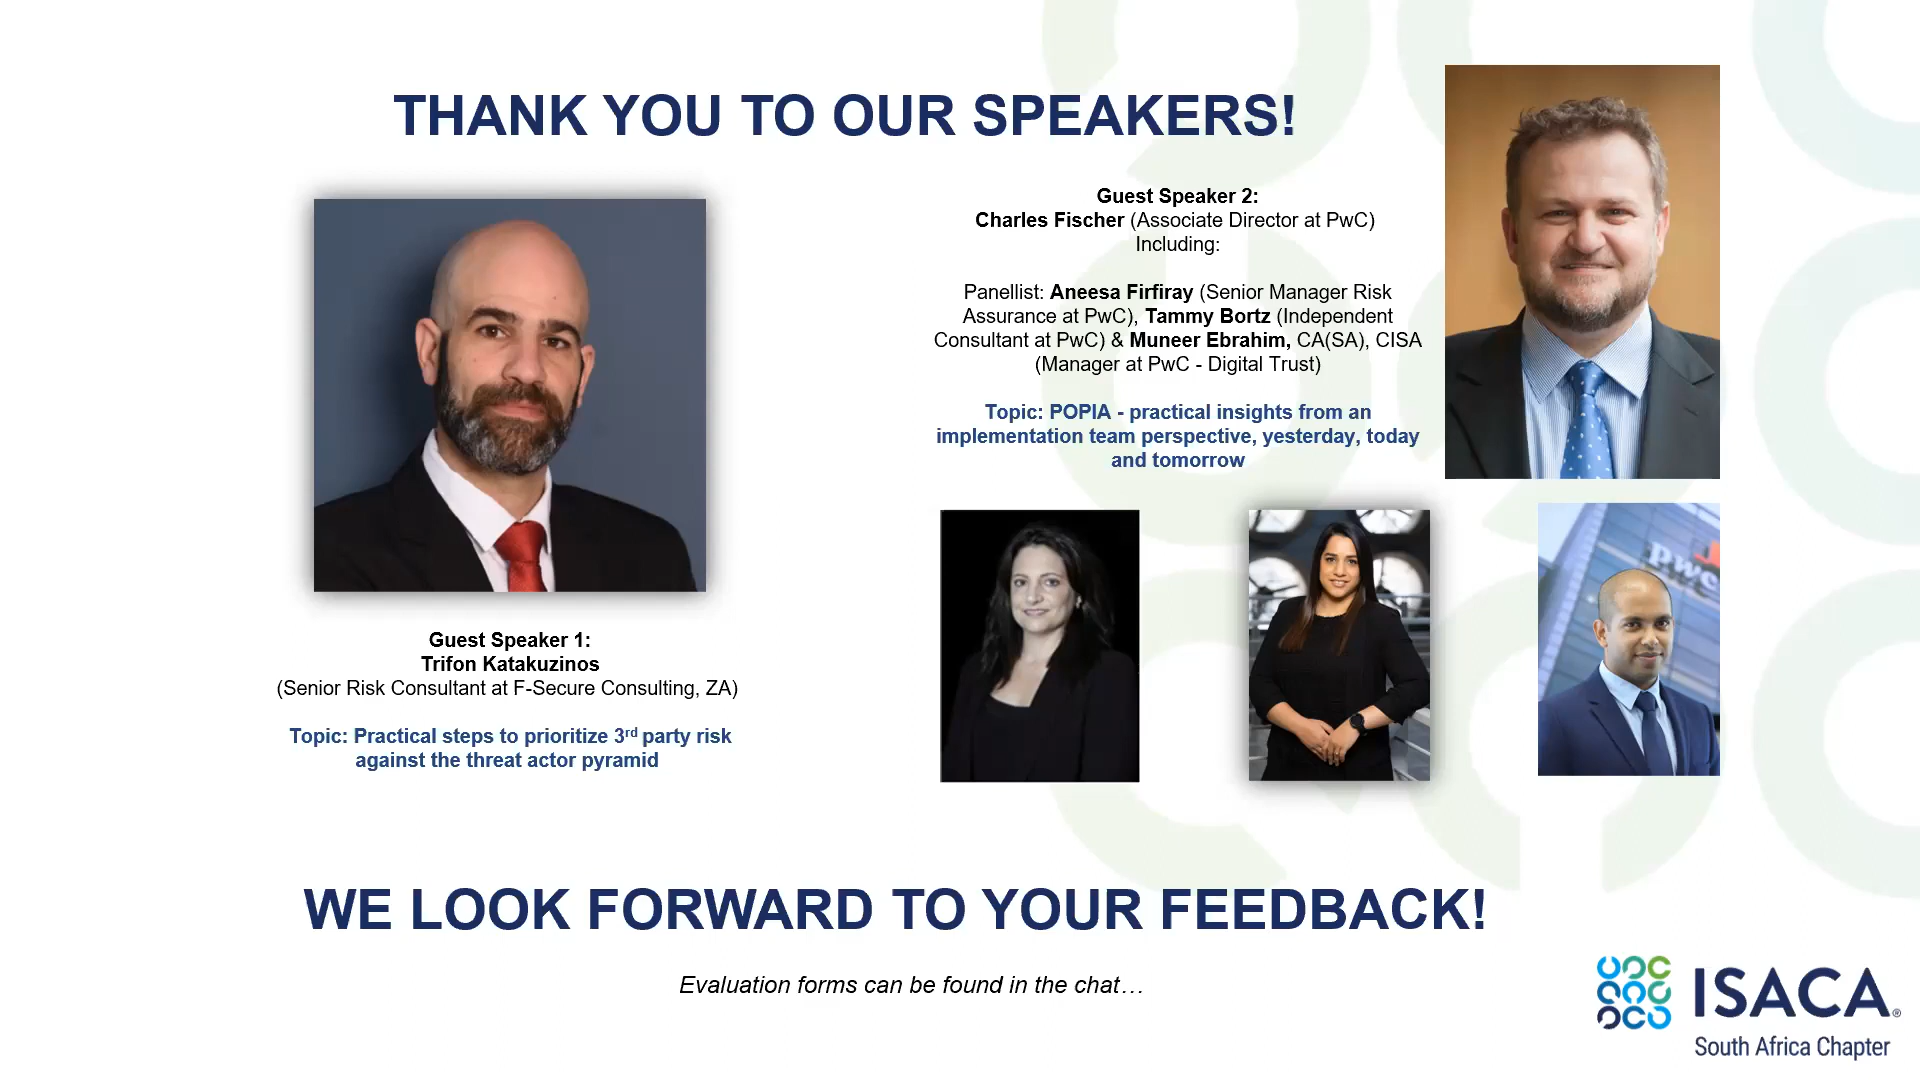 THANK YOU TO OUR SPEAKERS!
Guest Speaker 1:
Trifon Katakuzinos
(Senior Risk Consultant at F-Secure Consulting, ZA)
Topic: Practical steps to prioritize 3rd party risk
against the threat actor pyramid
Guest Speaker 2:
Charles Fischer (Associate Director at PwC)
Including:
Panellist: Aneesa Firfiray (Senior Manager Risk
Assurance at PwC), Tammy Bortz (Independent
Consultant at PwC) & Muneer Ebrahim, CA(SA), CISA
(Manager at PwC - Digital Trust)
Topic: POPIA - practical insights from an
implementation team perspective, yesterday, today
and tomorrow
pwc
WE LOOK FORWARD TO YOUR FEEDBACK!
Evaluation forms can be found in the chat…
ISACA®
South Africa Chapter